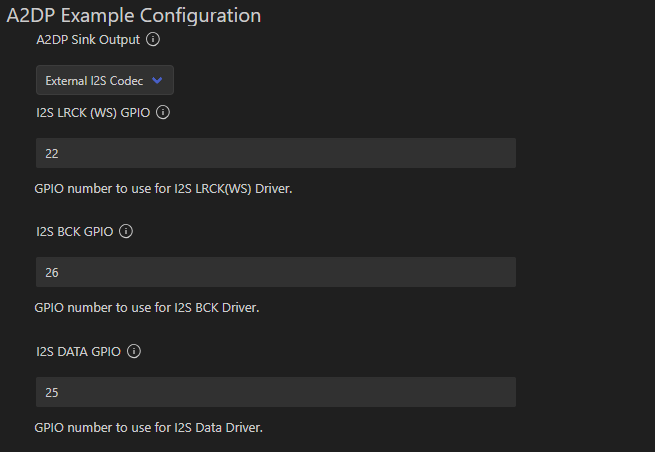 A2DP Example Configuration
A2DP Sink Output
External I2S Codec
I2S LRCK (WS) GPIO
22
GPIO number to use for I2S LRCK(WS) Driver.
I2S BCK GPIO
26
GPIO number to use for I2S BCK Driver.
I2S DATA GPIO
25
GPIO number to use for I2S Data Driver.